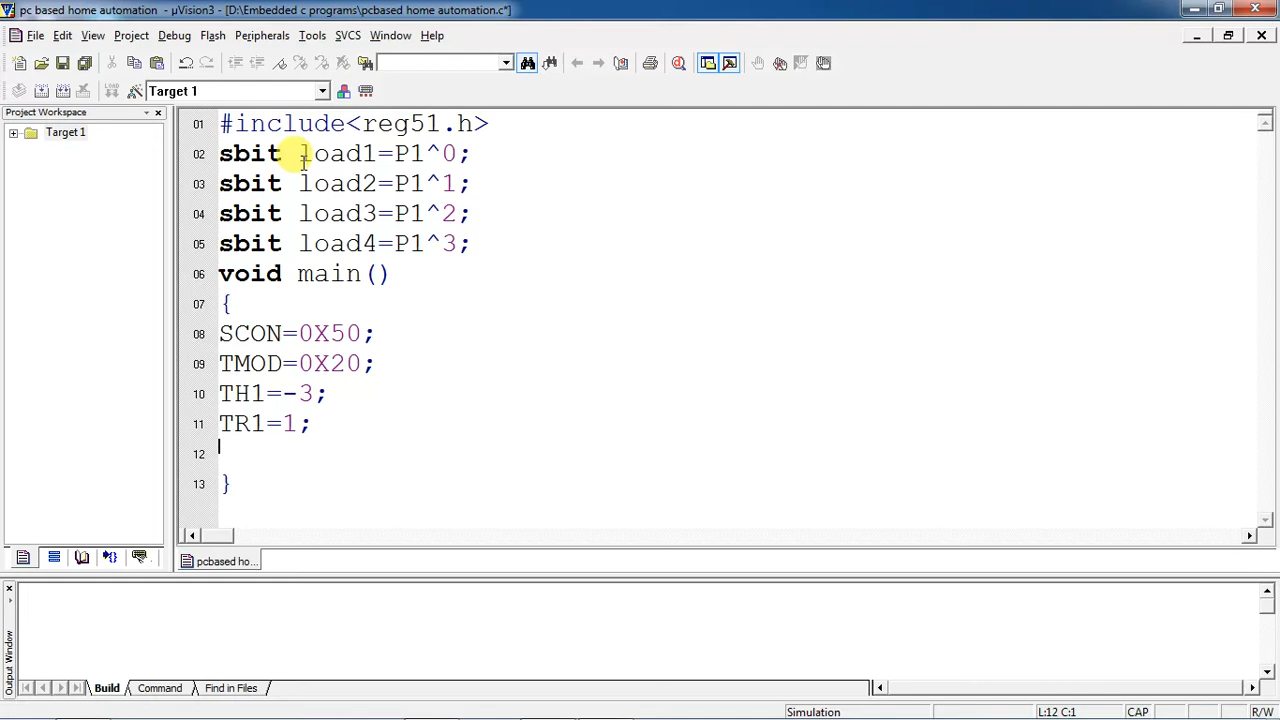 pc based home automation - µVision3 - [D:\Embedded c programs\pcbased home automation.c*]
File Edit View Project Debug Flash Peripherals Tools SVCS Window Help
Target 1
Project Workspace
Target 1
01 #include<reg51.h>
02 sbit load1=P1^0;
03 sbit load2=P1^1;
04 sbit load3=P1^2;
05 sbit load4=P1^3;
06 void main()
07 {
08 SCON=0X50;
09 TMOD=0X20;
10 TH1=-3;
11 TR1=1;
12
13 }
pcbased ho...
Output Window
Build Command Find in Files
Simulation L:12 C:1 CAP R/W